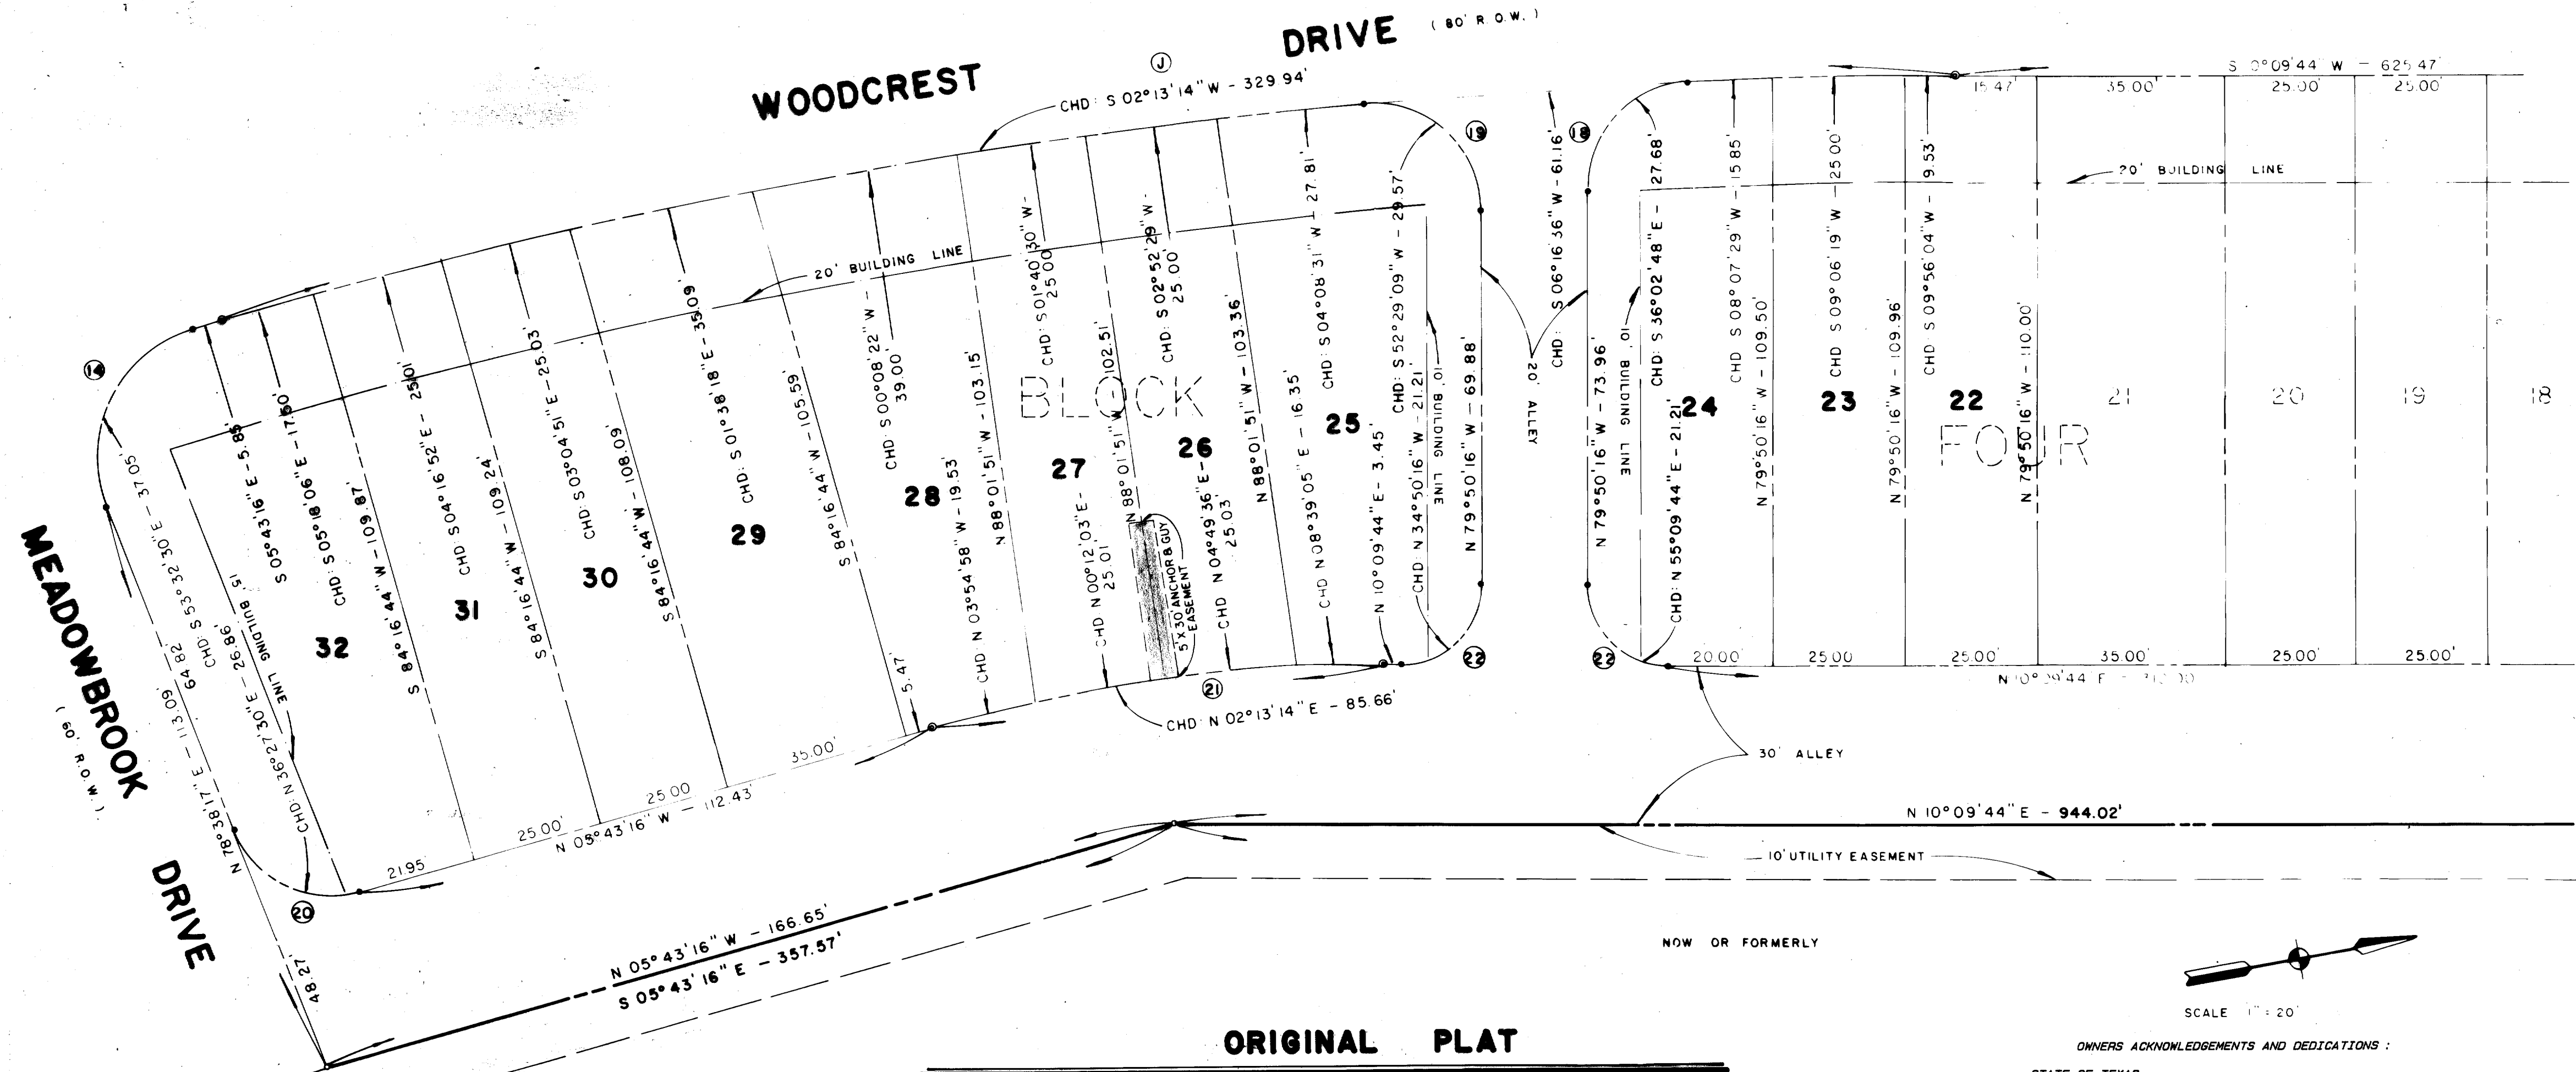 WOODCREST DRIVE ( 80' R.O.W. )
J
CHD: S 02°13'14" W - 329.94'
S 0°09'44" W - 625.47'
15.47'
35.00'
25.00'
25.00'
19
18
14
20' BUILDING LINE
20' BUILDING LINE
CHD: S 06°16'36" W - 61.16'
20' ALLEY
S 05°43'16" E - 5.85'
CHD: S 05°18'06" E - 17.50'
S 84°16'44" W - 109.87'
CHD: S 04°16'52" E - 25.01'
S 84°16'44" W - 109.24'
CHD: S 03°04'51" E - 25.03'
S 84°16'44" W - 108.09'
CHD: S 01°38'18" E - 35.09'
S 84°16'44" W - 105.59'
CHD: S 00°08'22" W - 39.00'
CHD: N 03°54'58" W - 19.53'
N 88°01'51" W - 103.15'
CHD: S 01°40'30" W - 25.00'
CHD N 00°12'03" E - 25.01'
N 88°01'51" W 102.51'
CHD: S 02°52'29" W - 25.00'
CHD N 04°49'36" E - 25.03'
N 88°01'51" W - 103.36'
CHD: S 04°08'31" W - 27.81'
CHD N 08°39'05" E - 16.35'
N 10°09'44" E - 3.45'
CHD: S 52°29'09" W - 29.57'
CHD: N 34°50'16" W - 21.21'
10' BUILDING LINE
N 79°50'16" W - 69.88'
N 79°50'16" W - 73.96'
10' BUILDING LINE
CHD: S 36°02'48" E - 27.68'
CHD: N 55°09'44" E - 21.21'
CHD S 08°07'29" W - 15.85'
N 79°50'16" W - 109.50'
CHD S 09°06'19" W - 25.00'
N 79°50'16" W - 109.96'
CHD: S 09°56'04" W - 9.53'
N 79°50'16" W - 110.00'
BLOCK FOUR
32
31
30
29
28
27
26
25
24
23
22
21
20
19
18
5' X 30' ANCHOR & GUY
EASEMENT
MEADOWBROOK DRIVE
( 60' R.O.W. )
CHD: S 53°32'30" E - 37.05'
64.82'
N 78°38'17" E - 113.09'
CHD: N 36°27'30" E - 26.86'
15' BUILDING LINE
48.27'
20
21.95'
25.00'
25.00
35.00'
5.47'
N 05°43'16" W - 112.43'
21
CHD: N 02°13'14" E - 85.66'
22
22
20.00'
25.00
25.00'
35.00'
25.00'
25.00'
30' ALLEY
N 10°09'44" E - 944.02'
10' UTILITY EASEMENT
N 05°43'16" W - 166.65'
S 05°43'16" E - 357.57'
NOW OR FORMERLY
SCALE 1" = 20'
ORIGINAL PLAT
OWNERS ACKNOWLEDGEMENTS AND DEDICATIONS :
STATE OF TEXAS